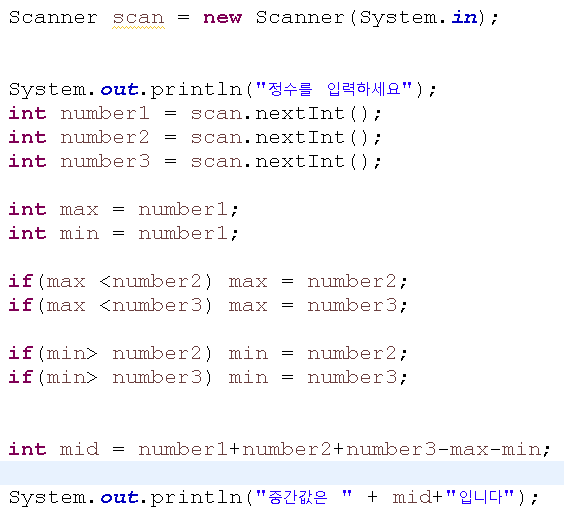 Scanner scan = new Scanner(System.in);
System.out.println("정수를 입력하세요");
int number1 = scan.nextInt();
int number2 = scan.nextInt();
int number3 = scan.nextInt();
int max = number1;
int min = number1;
if(max <number2) max = number2;
if(max <number3) max = number3;
if(min> number2) min = number2;
if(min> number3) min = number3;
int mid = number1+number2+number3-max-min;
System.out.println("중간값은 " + mid+"입니다");